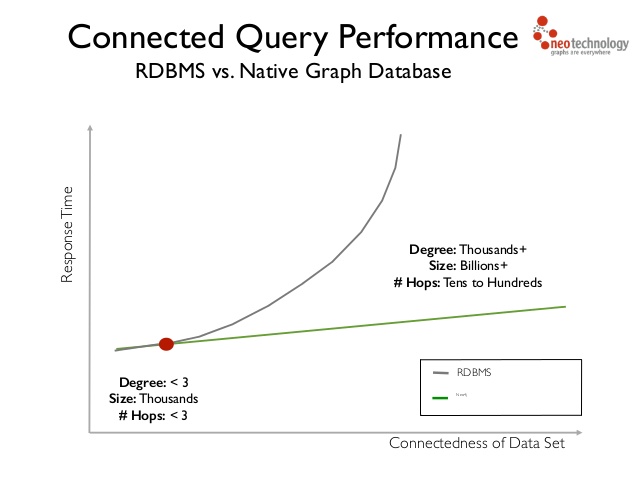 Connected Query Performance
neotechnology
graphs are everywhere
RDBMS vs. Native Graph Database
Response Time
Degree: Thousands+
Size: Billions+
# Hops: Tens to Hundreds
RDBMS
Degree: < 3
Size: Thousands
# Hops: < 3
Connectedness of Data Set